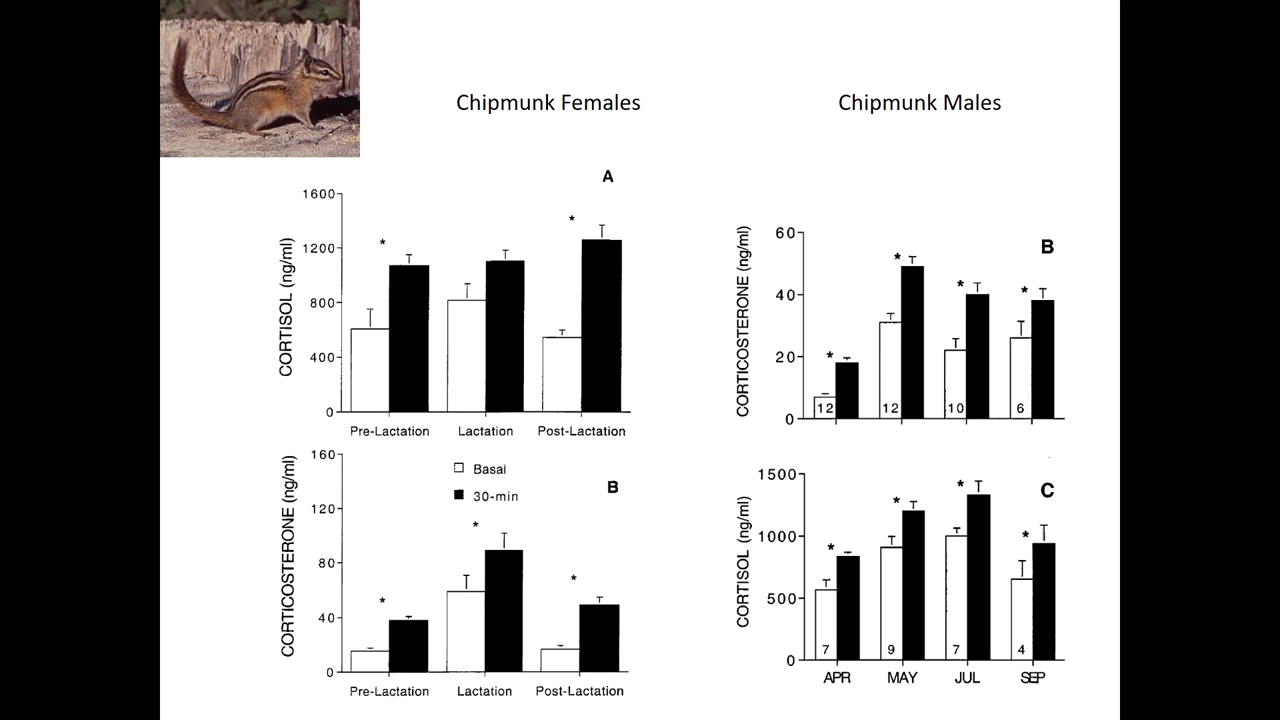 Chipmunk Females
Chipmunk Males
A
1600
1200
800
400
0
CORTISOL (ng/ml)
*
*
Pre-Lactation
Lactation
Post-Lactation
B
160
120
80
40
0
CORTICOSTERONE (ng/ml)
Basal
30-min
*
*
*
Pre-Lactation
Lactation
Post-Lactation
B
60
40
20
0
CORTICOSTERONE (ng/ml)
*
*
*
*
12
12
10
6
C
1500
1000
500
0
CORTISOL (ng/ml)
*
*
*
*
7
9
7
4
APR
MAY
JUL
SEP